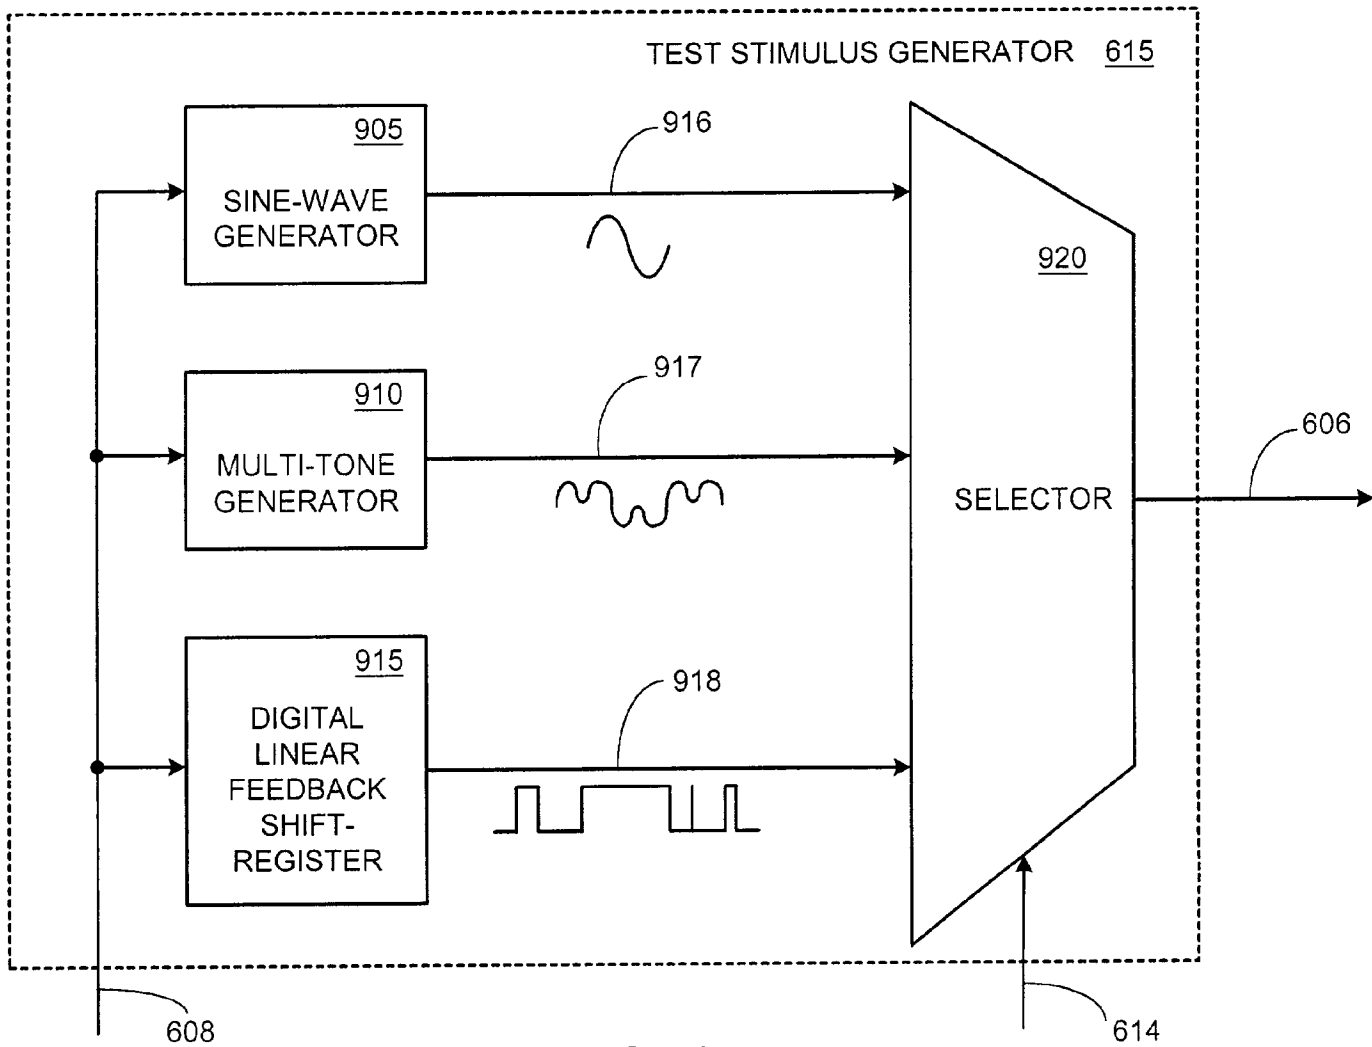 TEST STIMULUS GENERATOR 615
905
SINE-WAVE
GENERATOR
916
910
MULTI-TONE
GENERATOR
917
915
DIGITAL
LINEAR
FEEDBACK
SHIFT-
REGISTER
918
920
SELECTOR
606
608
614